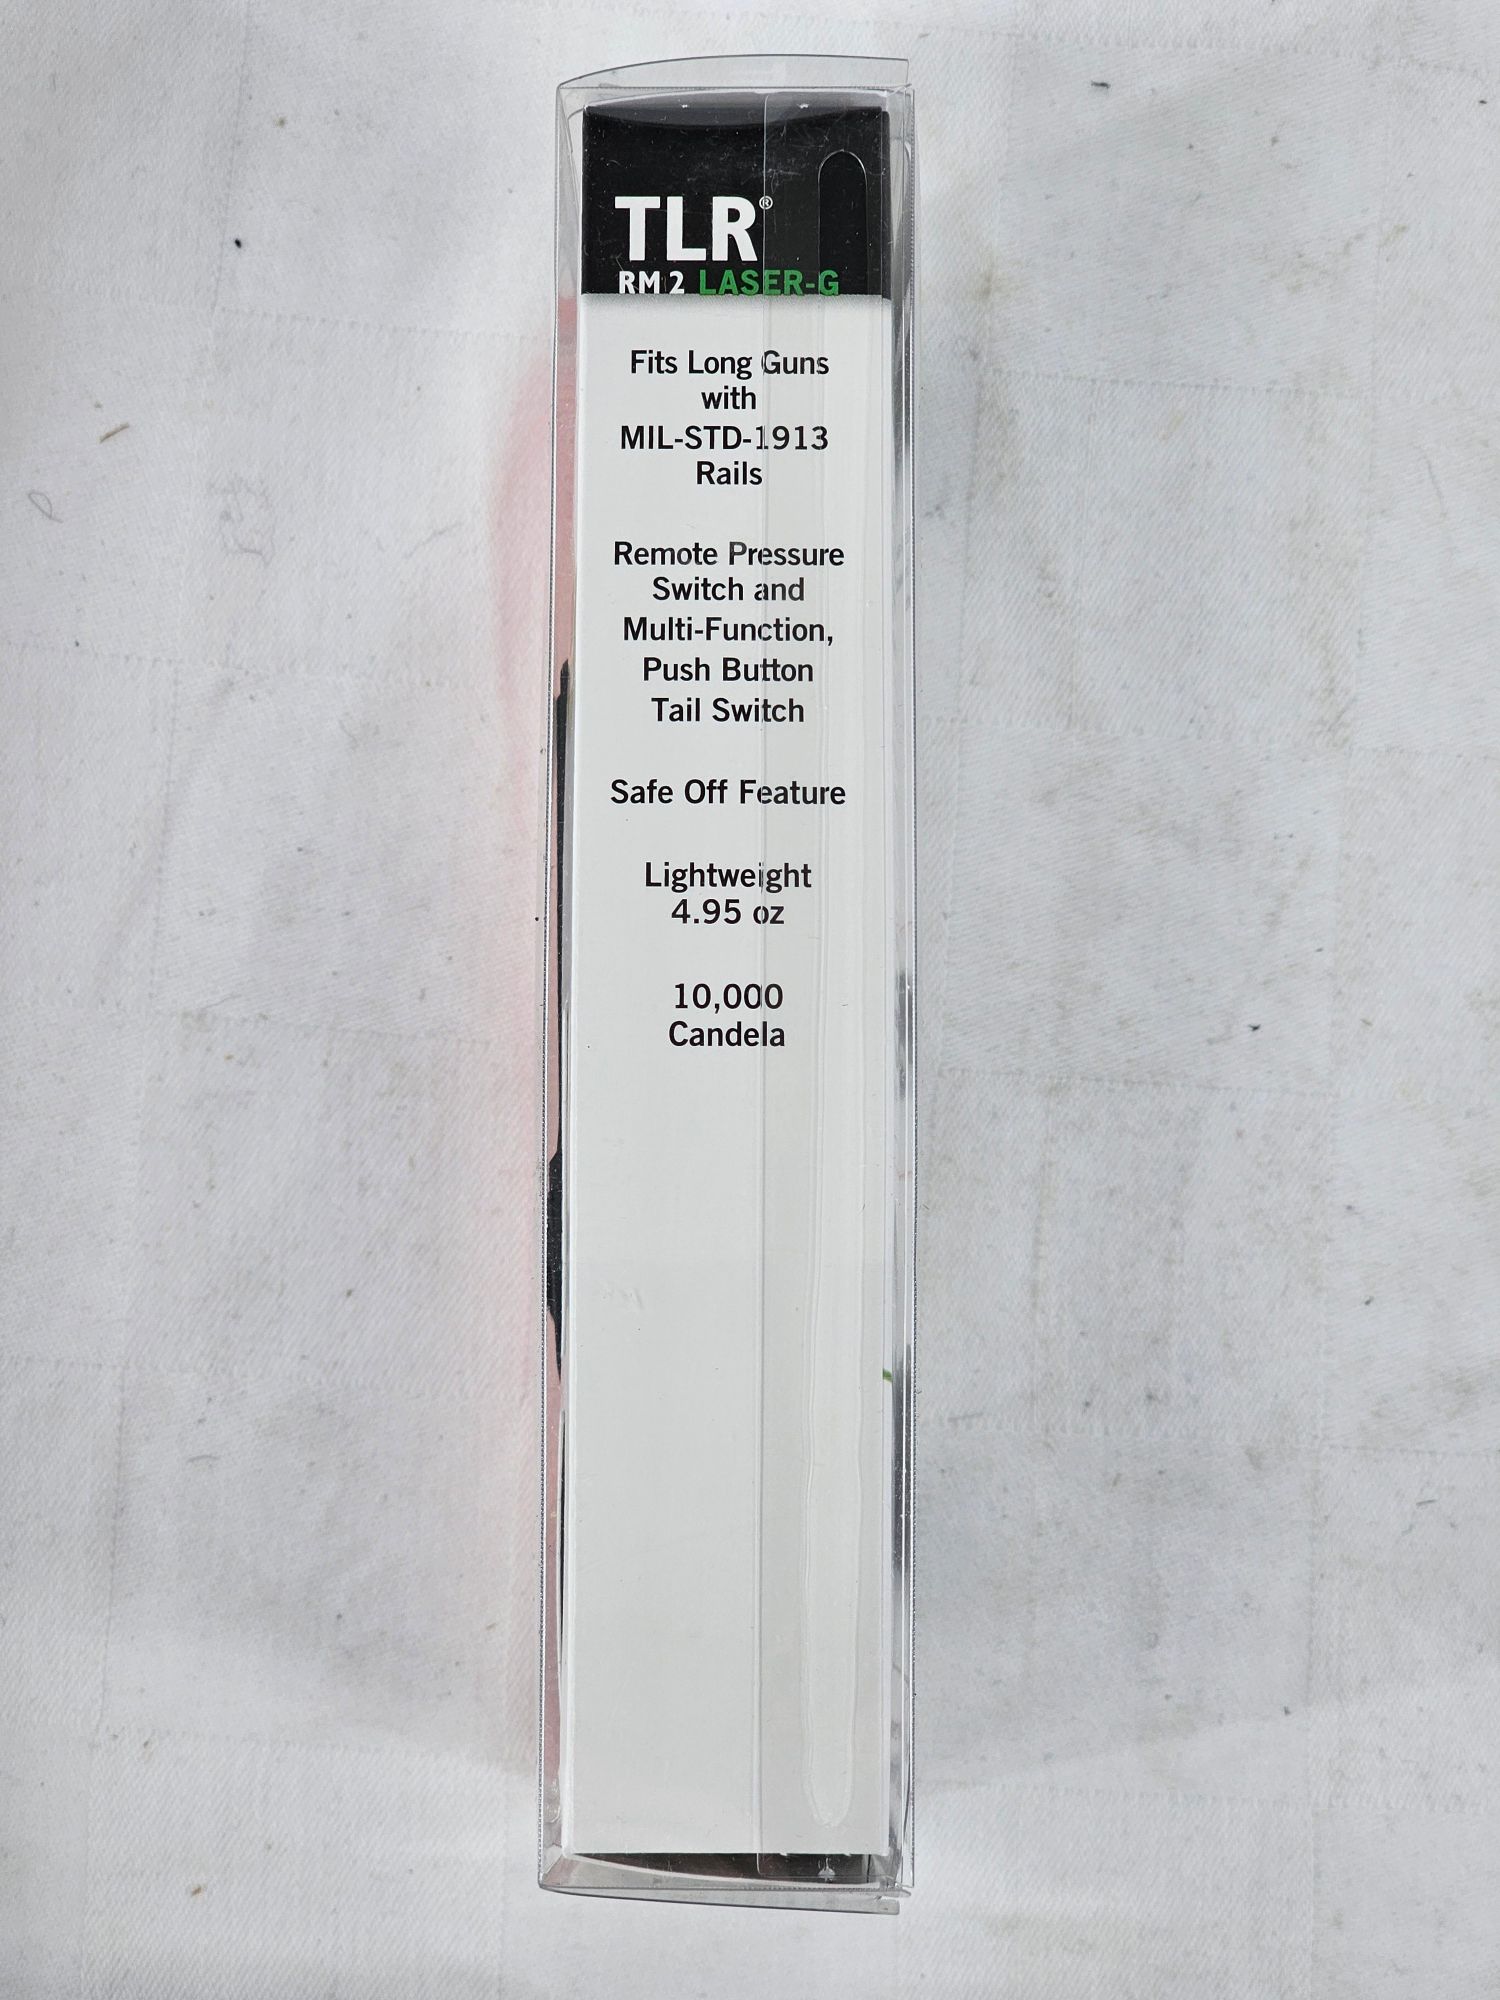 TLR®
RM 2 LASER-G
Fits Long Guns
with
MIL-STD-1913
Rails
Remote Pressure
Switch and
Multi-Function,
Push Button
Tail Switch
Safe Off Feature
Lightweight
4.95 oz
10,000
Candela